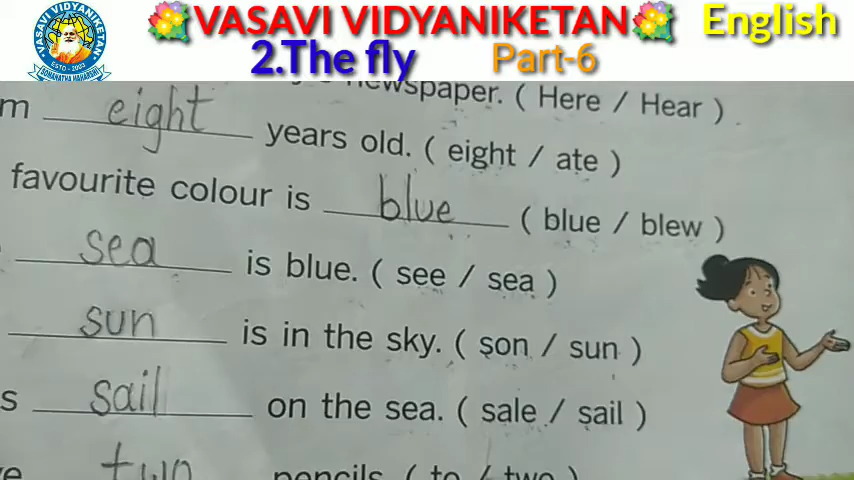 VASAVI VIDYANIKETAN English
2.The fly Part-6
VASAVI VIDYANIKETAN
ESTD - 2003
newspaper. ( Here / Hear )
m eight years old. ( eight / ate )
favourite colour is blue ( blue / blew )
sea is blue. ( see / sea )
sun is in the sky. ( son / sun )
s sail on the sea. ( sale / sail )
two pencils ( to / two )